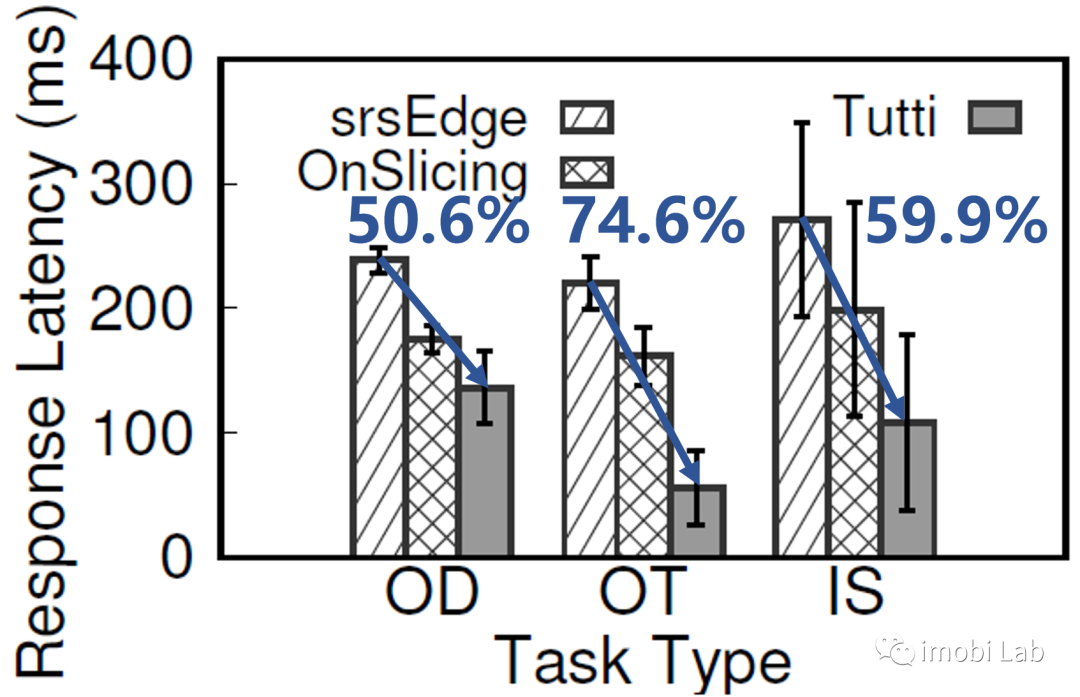 Response Latency (ms)
400
300
200
100
0
srsEdge
OnSlicing
Tutti
50.6%
74.6%
59.9%
OD
OT
IS
Task Type
imobi Lab